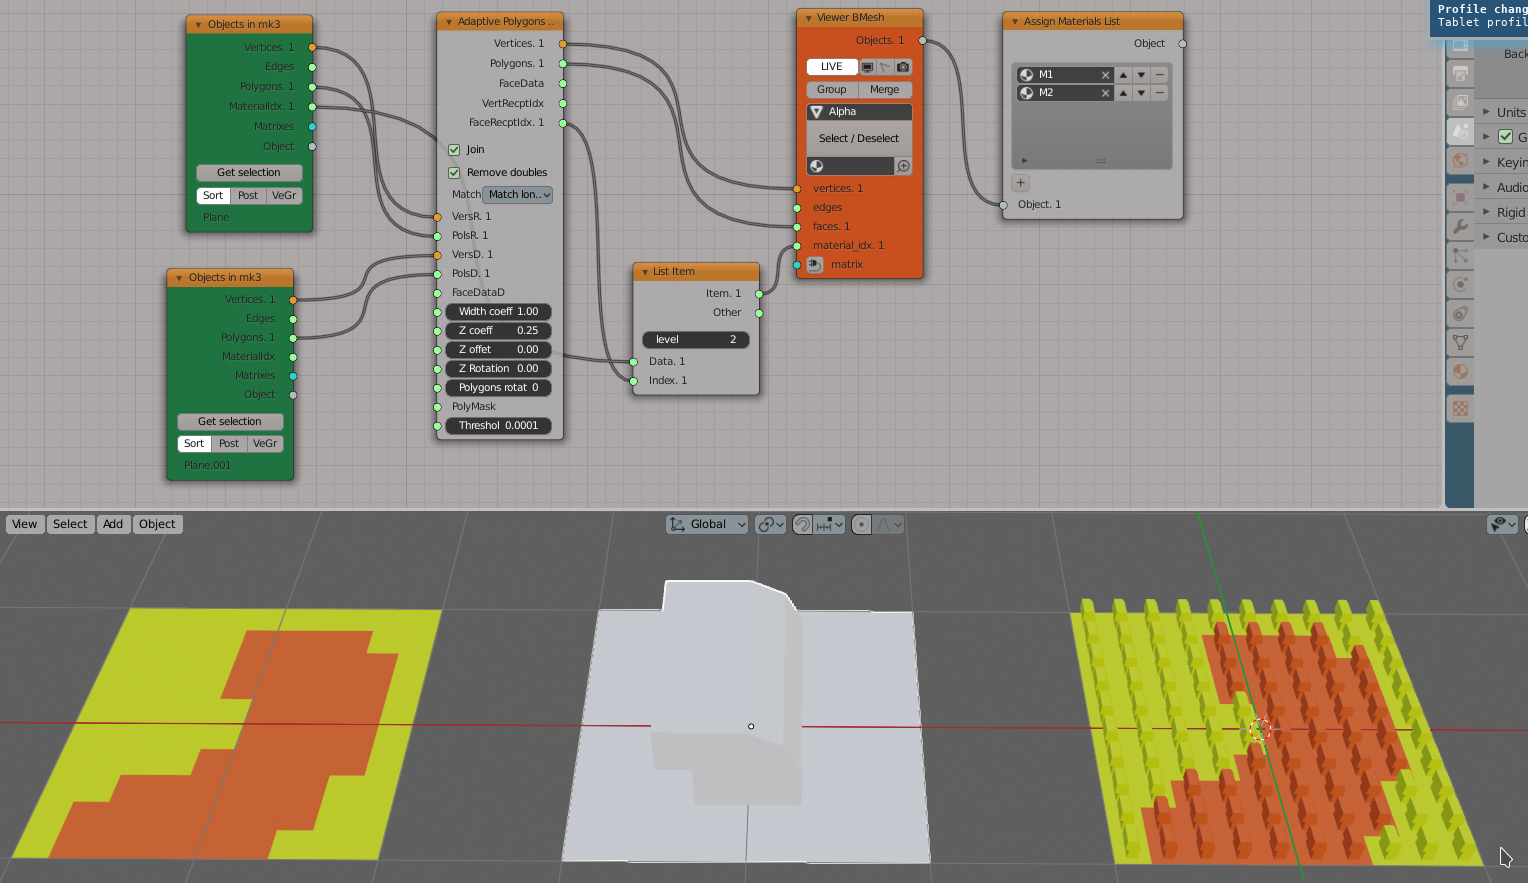 Objects in mk3
Vertices. 1
Edges
Polygons. 1
MaterialIdx. 1
Matrixes
Object
Get selection
Sort Post VeGr
Plane
Objects in mk3
Vertices. 1
Edges
Polygons. 1
MaterialIdx
Matrixes
Object
Get selection
Sort Post VeGr
Plane.001
Adaptive Polygons ..
Vertices. 1
Polygons. 1
FaceData
VertRecptIdx
FaceRecptIdx. 1
Join
Remove doubles
Match Match lon..
VersR. 1
PolsR. 1
VersD. 1
PolsD. 1
FaceDataD
Width coeff 1.00
Z coeff 0.25
Z offet 0.00
Z Rotation 0.00
Polygons rotat 0
PolyMask
Threshol 0.0001
List Item
Item. 1
Other
level 2
Data. 1
Index. 1
Viewer BMesh
Objects. 1
LIVE
Group Merge
Alpha
Select / Deselect
vertices. 1
edges
faces. 1
material_idx. 1
matrix
Assign Materials List
Object
M1
M2
Object. 1
Profile chang
Tablet profil
Back
Units
G
Keyin
Audio
Rigid
Custo
View Select Add Object
Global